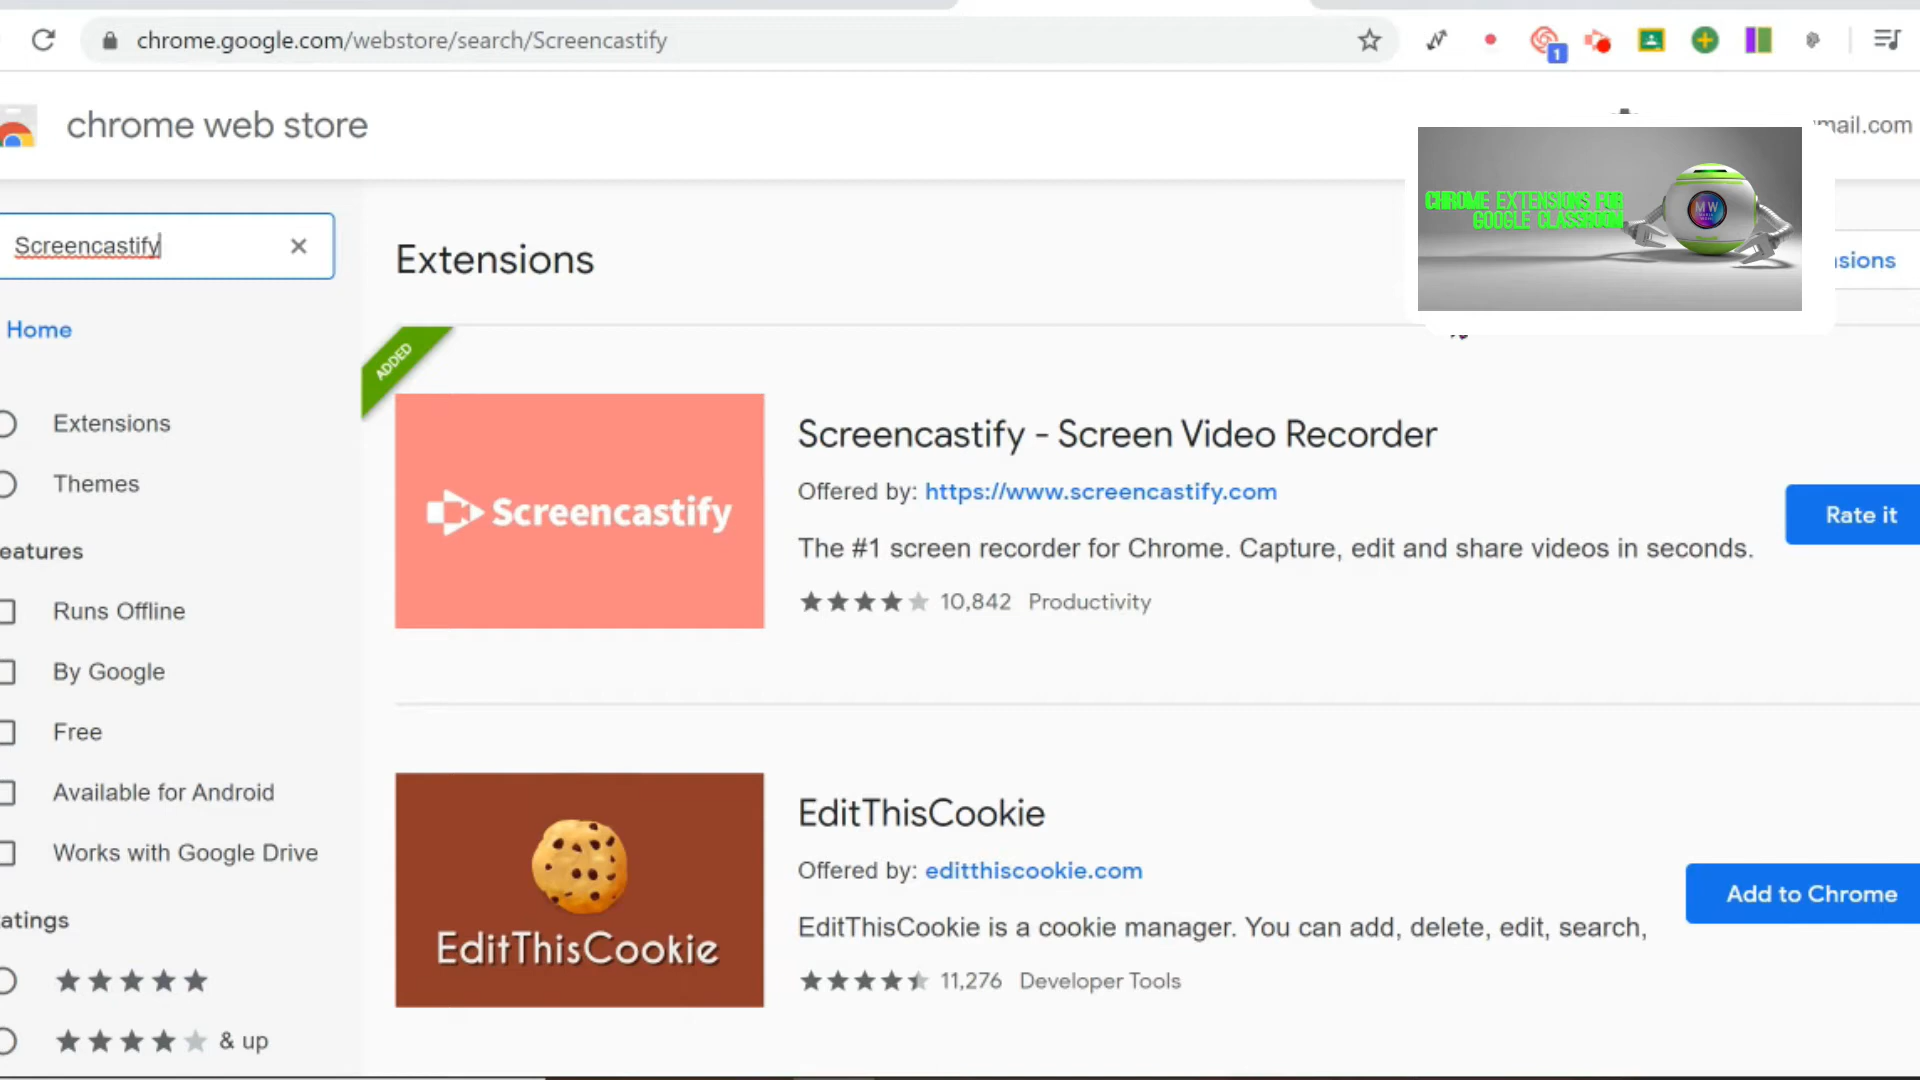 chrome.google.com/webstore/search/Screencastify
1
chrome web store
mail.com
CHROME EXTENSIONS FOR
GOOGLE CLASSROOM
MW
Screencastify
Extensions
sions
Home
ADDED
Extensions
Themes
eatures
Runs Offline
By Google
Free
Available for Android
Works with Google Drive
atings
& up
Screencastify
Screencastify - Screen Video Recorder
Offered by: https://www.screencastify.com
The #1 screen recorder for Chrome. Capture, edit and share videos in seconds.
10,842 Productivity
Rate it
EditThisCookie
EditThisCookie
Offered by: editthiscookie.com
EditThisCookie is a cookie manager. You can add, delete, edit, search,
11,276 Developer Tools
Add to Chrome